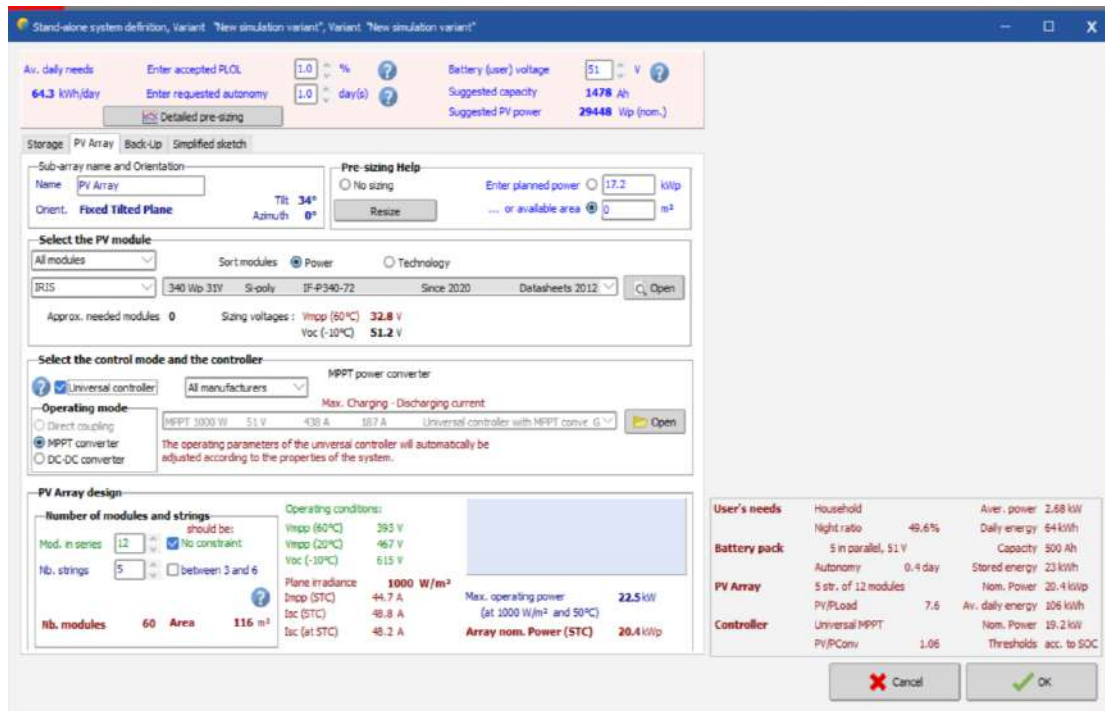 Stand-alone system definition, Variant "New simulation variant", Variant "New simulation variant"
Av. daily needs Enter accepted PLOL 1.0 % ? Battery (user) voltage 51 V ?
64.3 kWh/day Enter requested autonomy 1.0 day(s) ? Suggested capacity 1478 Ah
Detailed pre-sizing Suggested PV power 29448 Wp (nom.)
Storage PV Array Back-Up Simplified sketch
Sub-array name and Orientation
Name PV Array
Orient. Fixed Tilted Plane Tilt 34°
Azimuth 0°
Pre-sizing Help
No sizing Enter planned power 17.2 kWp
Resize ... or available area 0 m²
Select the PV module
All modules Sort modules Power Technology
IRIS 340 Wp 31V Si-poly IF-P340-72 Since 2020 Datasheets 2012 Open
Approx. needed modules 0 Sizing voltages : Vmpp (60°C) 32.8 V
Voc (-10°C) 51.2 V
Select the control mode and the controller
? Universal controller All manufacturers MPPT power converter
Max. Charging - Discharging current
Operating mode
Direct coupling
MPPT converter
DC-DC converter
MPPT 1000 W 51 V 438 A 187 A Universal controller with MPPT conve G Open
The operating parameters of the universal controller will automatically be
adjusted according to the properties of the system.
PV Array design
Number of modules and strings
should be:
Mod. in series 12 No constraint
Nb. strings 5 between 3 and 6
?
Nb. modules 60 Area 116 m²
Operating conditions:
Vmpp (60°C) 393 V
Vmpp (20°C) 467 V
Voc (-10°C) 615 V
Plane irradiance 1000 W/m²
Impp (STC) 44.7 A
Isc (STC) 48.8 A
Isc (at STC) 48.2 A
Max. operating power 22.5 kW
(at 1000 W/m² and 50°C)
Array nom. Power (STC) 20.4 kWp
User's needs Household Aver. power 2.68 kW
Night ratio 49.6% Daily energy 64 kWh
Battery pack 5 in parallel, 51 V Capacity 500 Ah
Autonomy 0.4 day Stored energy 23 kWh
PV Array 5 str. of 12 modules Nom. Power 20.4 kWp
PV/PLoad 7.6 Av. daily energy 106 kWh
Controller Universal MPPT Nom. Power 19.2 kW
PV/PConv 1.06 Thresholds acc. to SOC
Cancel OK